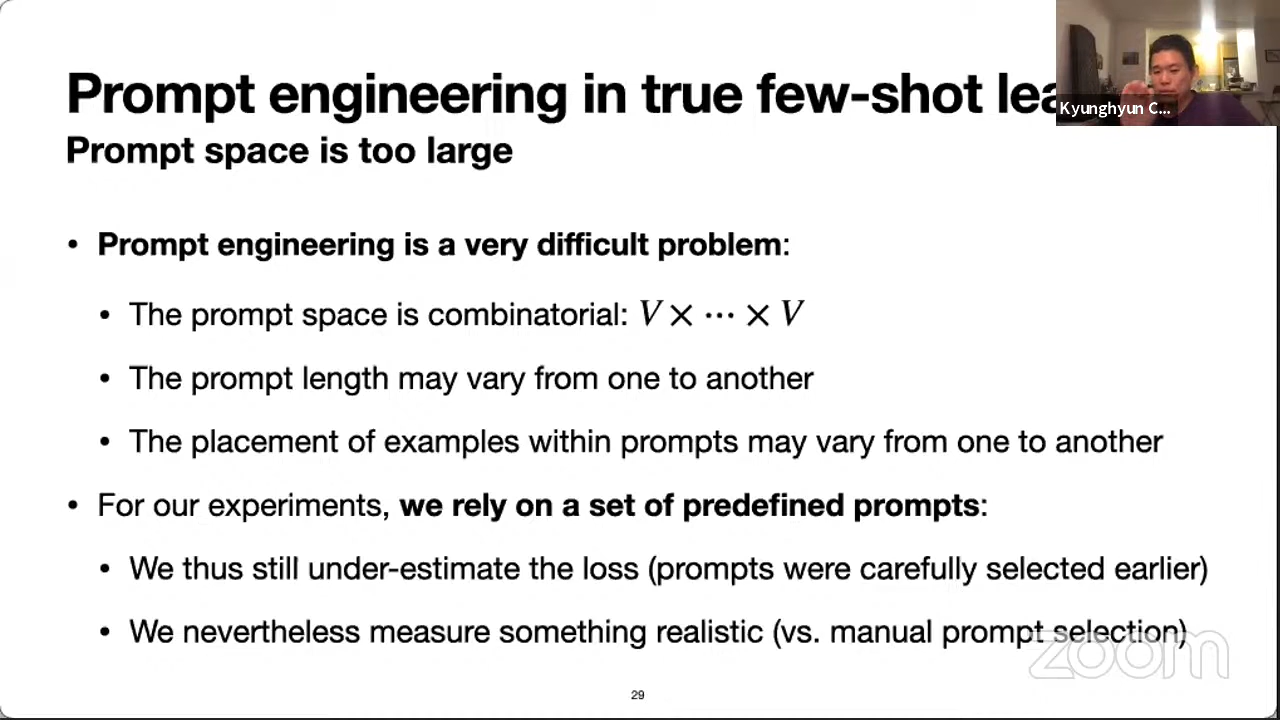 Prompt engineering in true few-shot lea
Kyunghyun C...
Prompt space is too large
• Prompt engineering is a very difficult problem:
• The prompt space is combinatorial: V × ⋯ × V
• The prompt length may vary from one to another
• The placement of examples within prompts may vary from one to another
• For our experiments, we rely on a set of predefined prompts:
• We thus still under-estimate the loss (prompts were carefully selected earlier)
• We nevertheless measure something realistic (vs. manual prompt selection)
zoom
29